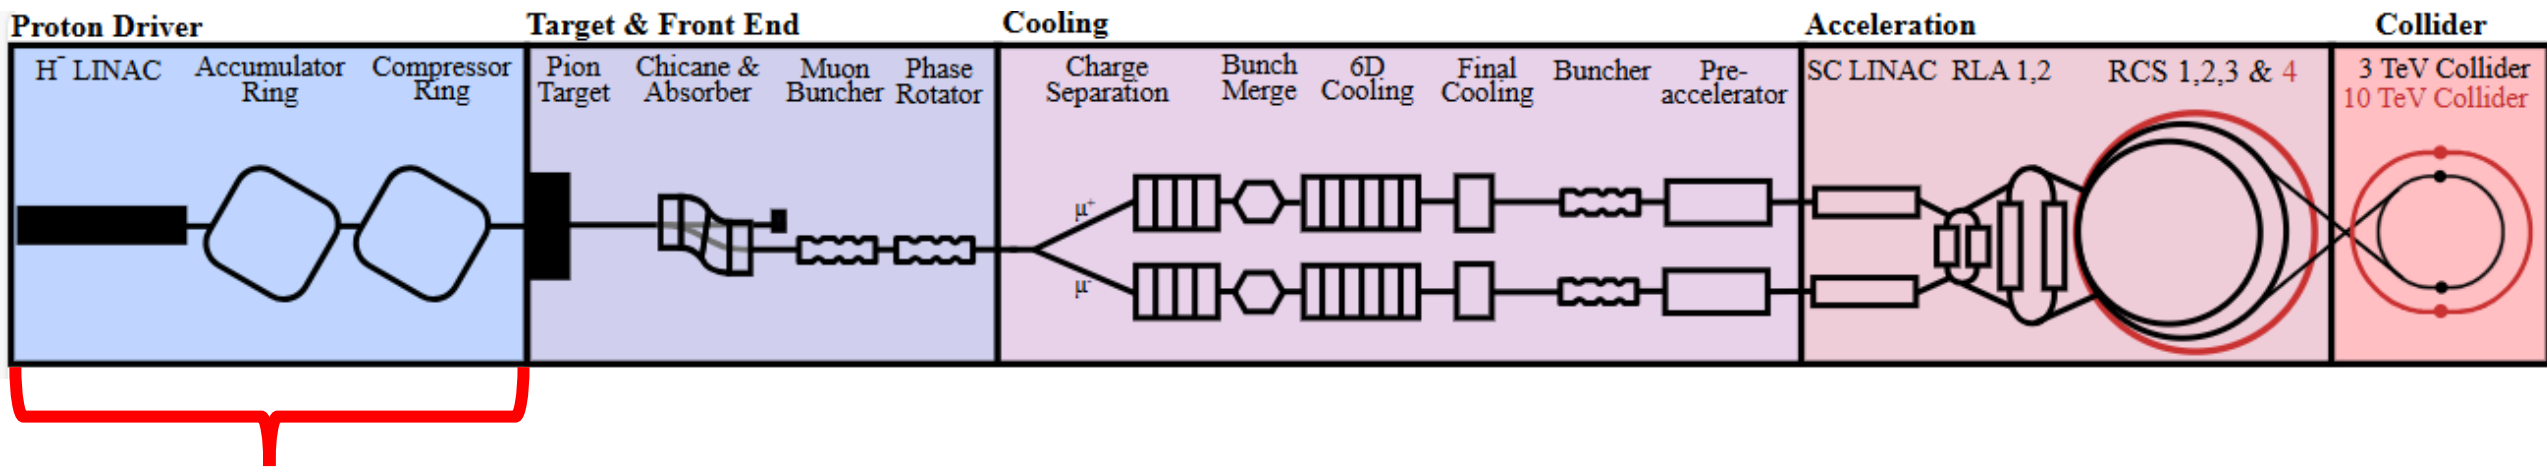 Proton Driver
Target & Front End
Cooling
Acceleration
Collider
H⁻ LINAC
Accumulator
Ring
Compressor
Ring
Pion
Target
Chicane &
Absorber
Muon
Buncher
Phase
Rotator
Charge
Separation
Bunch
Merge
6D
Cooling
Final
Cooling
Buncher
Pre-
accelerator
SC LINAC
RLA 1,2
RCS 1,2,3 & 4
3 TeV Collider
10 TeV Collider
μ⁺
μ⁻